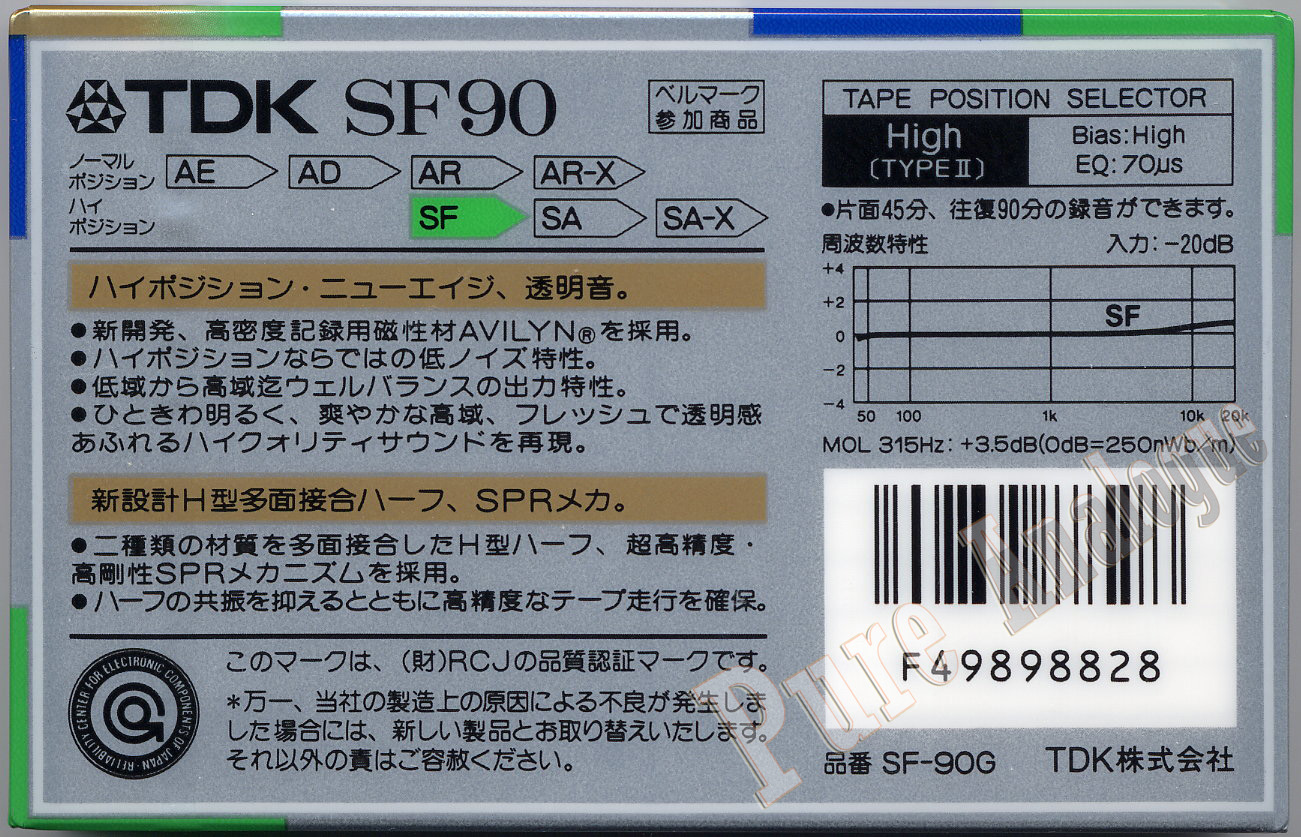 TDK SF90
ベルマーク
参加商品
ノーマル
ポジション
AE
AD
AR
AR-X
ハイ
ポジション
SF
SA
SA-X
ハイポジション・ニューエイジ、透明音。
●新開発、高密度記録用磁性材AVILYN®を採用。
●ハイポジションならではの低ノイズ特性。
●低域から高域迄ウェルバランスの出力特性。
●ひときわ明るく、爽やかな高域、フレッシュで透明感
あふれるハイクォリティサウンドを再現。
新設計H型多面接合ハーフ、SPRメカ。
●二種類の材質を多面接合したH型ハーフ、超高精度・
高剛性SPRメカニズムを採用。
●ハーフの共振を抑えるとともに高精度なテープ走行を確保。
RELIABILITY CENTER FOR ELECTRONIC COMPONENTS OF JAPAN
このマークは、(財)RCJの品質認証マークです。
*万一、当社の製造上の原因による不良が発生しま
した場合には、新しい製品とお取り替えいたします。
それ以外の責はご容赦ください。
TAPE POSITION SELECTOR
High
(TYPE II)
Bias:High
EQ:70µs
●片面45分、往復90分の録音ができます。
周波数特性 入力:-20dB
+4
+2
0
-2
-4
SF
50 100 1k 10k 20k
MOL 315Hz: +3.5dB(0dB=250nWb/m)
F49898828
品番 SF-90G TDK株式会社
Pure Analogue